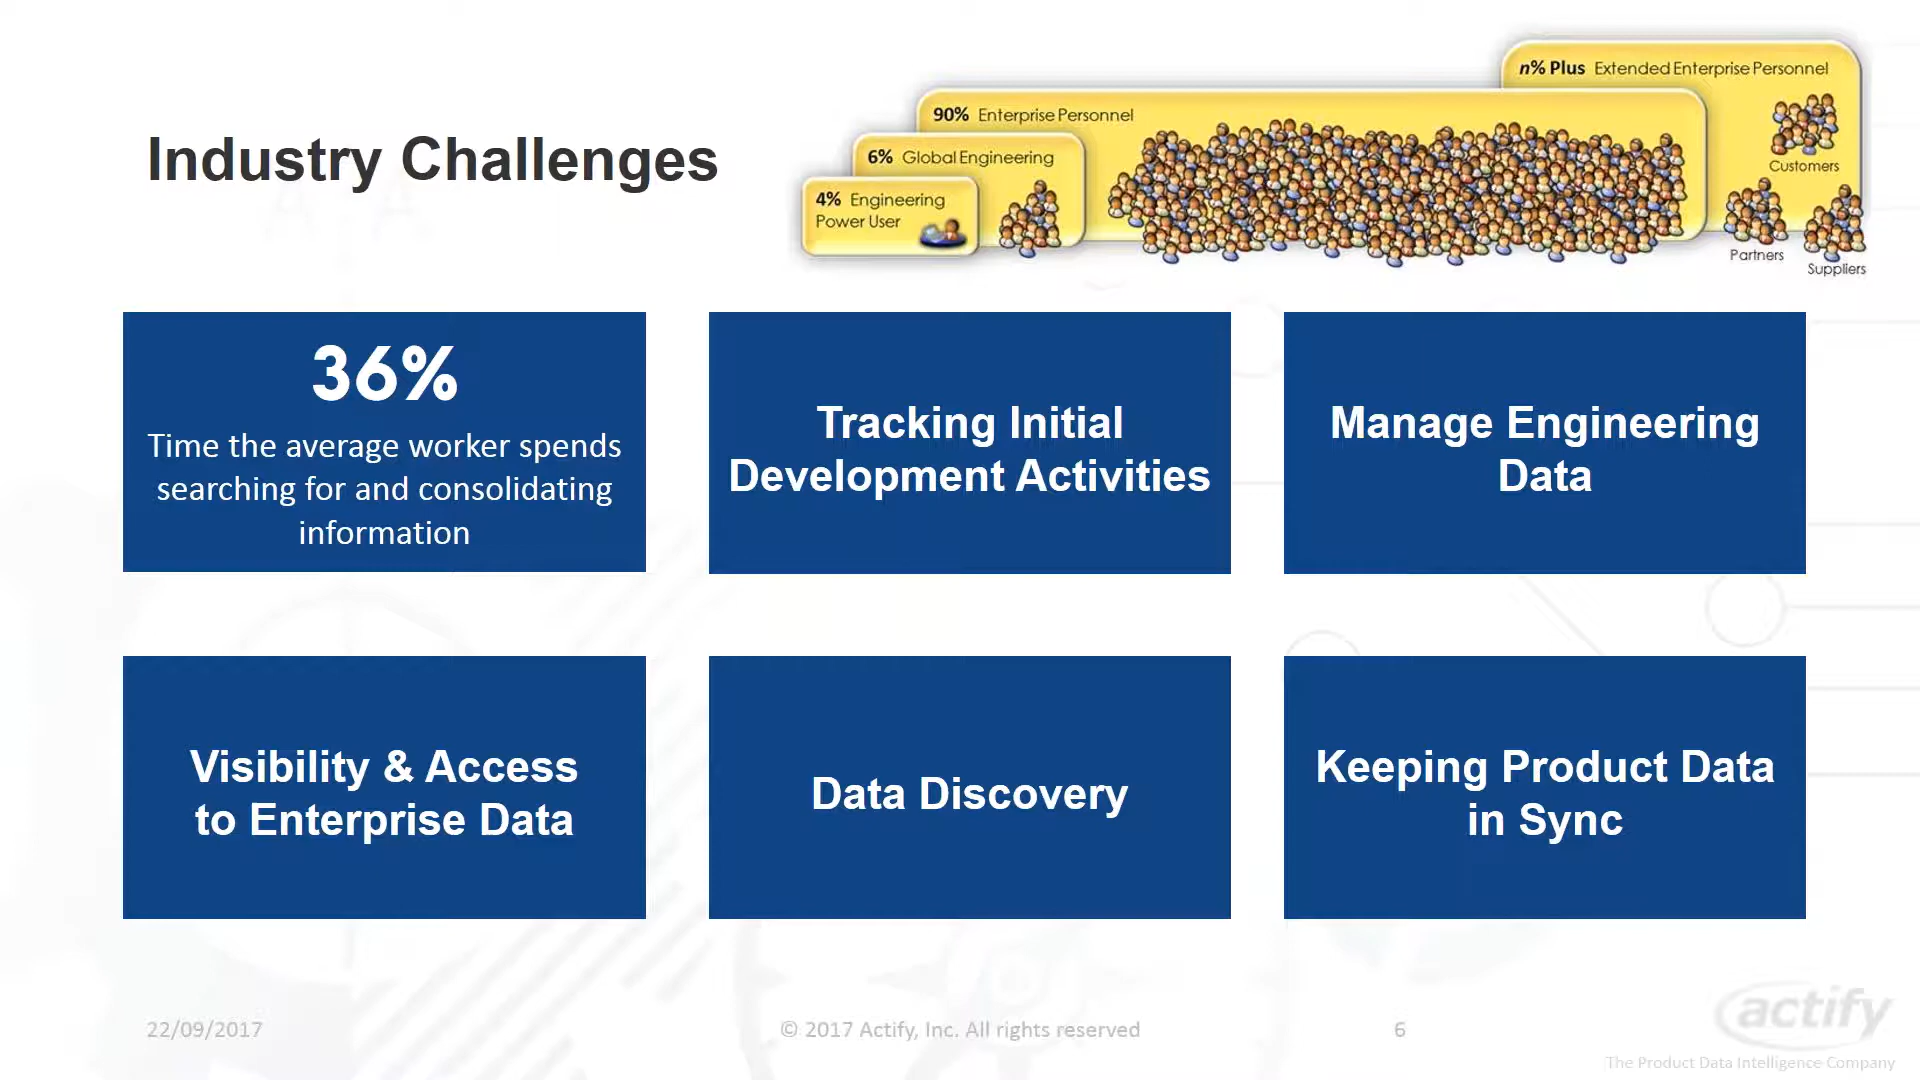 Industry Challenges
n% Plus Extended Enterprise Personnel
90% Enterprise Personnel
6% Global Engineering
4% Engineering
Power User
Customers
Partners
Suppliers
36%
Time the average worker spends
searching for and consolidating
information
Tracking Initial
Development Activities
Manage Engineering
Data
Visibility & Access
to Enterprise Data
Data Discovery
Keeping Product Data
in Sync
22/09/2017
© 2017 Actify, Inc. All rights reserved
6
actify
The Product Data Intelligence Company